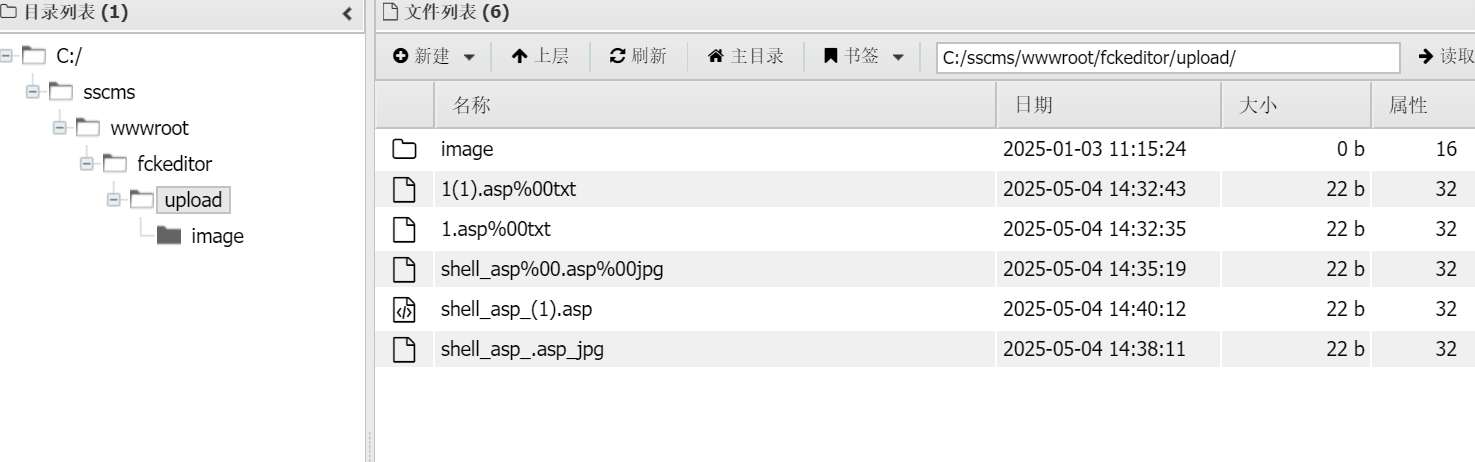 目录列表 (1)
文件列表 (6)
新建 上层 刷新 主目录 书签 C:/sscms/wwwroot/fckeditor/upload/ 读取
C:/
sscms
wwwroot
fckeditor
upload
image
名称 日期 大小 属性
image 2025-01-03 11:15:24 0 b 16
1(1).asp%00txt 2025-05-04 14:32:43 22 b 32
1.asp%00txt 2025-05-04 14:32:35 22 b 32
shell_asp%00.asp%00jpg 2025-05-04 14:35:19 22 b 32
shell_asp_(1).asp 2025-05-04 14:40:12 22 b 32
shell_asp_.asp_jpg 2025-05-04 14:38:11 22 b 32